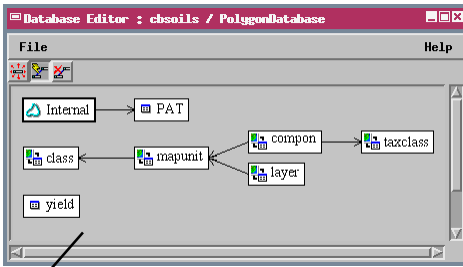 Database Editor : cbsoils / PolygonDatabase
File Help
Internal PAT
compon taxclass
class mapunit
layer
yield